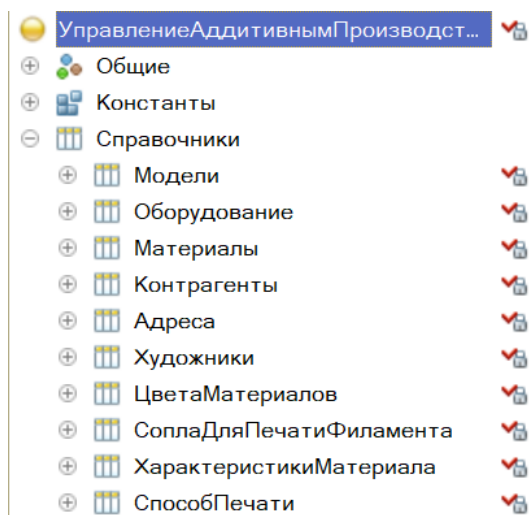 УправлениеАддитивнымПроизводст...
Общие
Константы
Справочники
Модели
Оборудование
Материалы
Контрагенты
Адреса
Художники
ЦветаМатериалов
СоплаДляПечатиФиламента
ХарактеристикиМатериала
СпособПечати